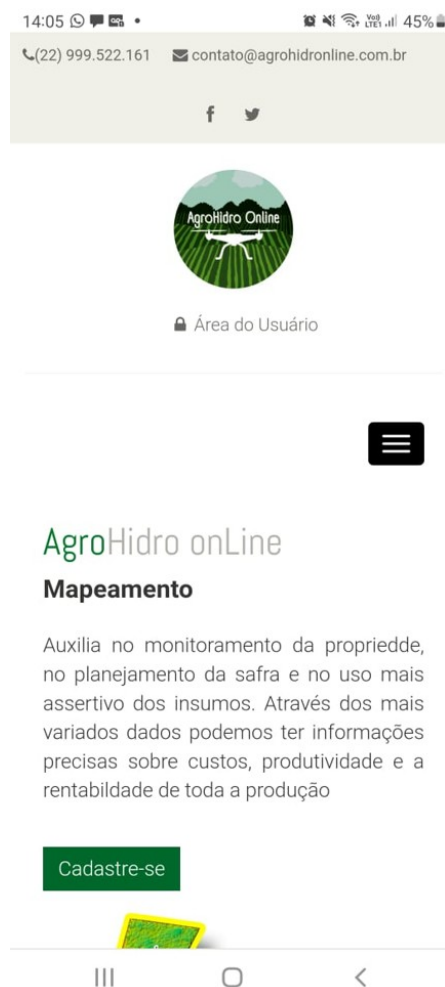 14:05
VoD LTE1 45%
(22) 999.522.161 contato@agrohidronline.com.br
AgroHidro Online
Área do Usuário
AgroHidro onLine
Mapeamento
Auxilia no monitoramento da propriedde,
no planejamento da safra e no uso mais
assertivo dos insumos. Através dos mais
variados dados podemos ter informações
precisas sobre custos, produtividade e a
rentabildade de toda a produção
Cadastre-se